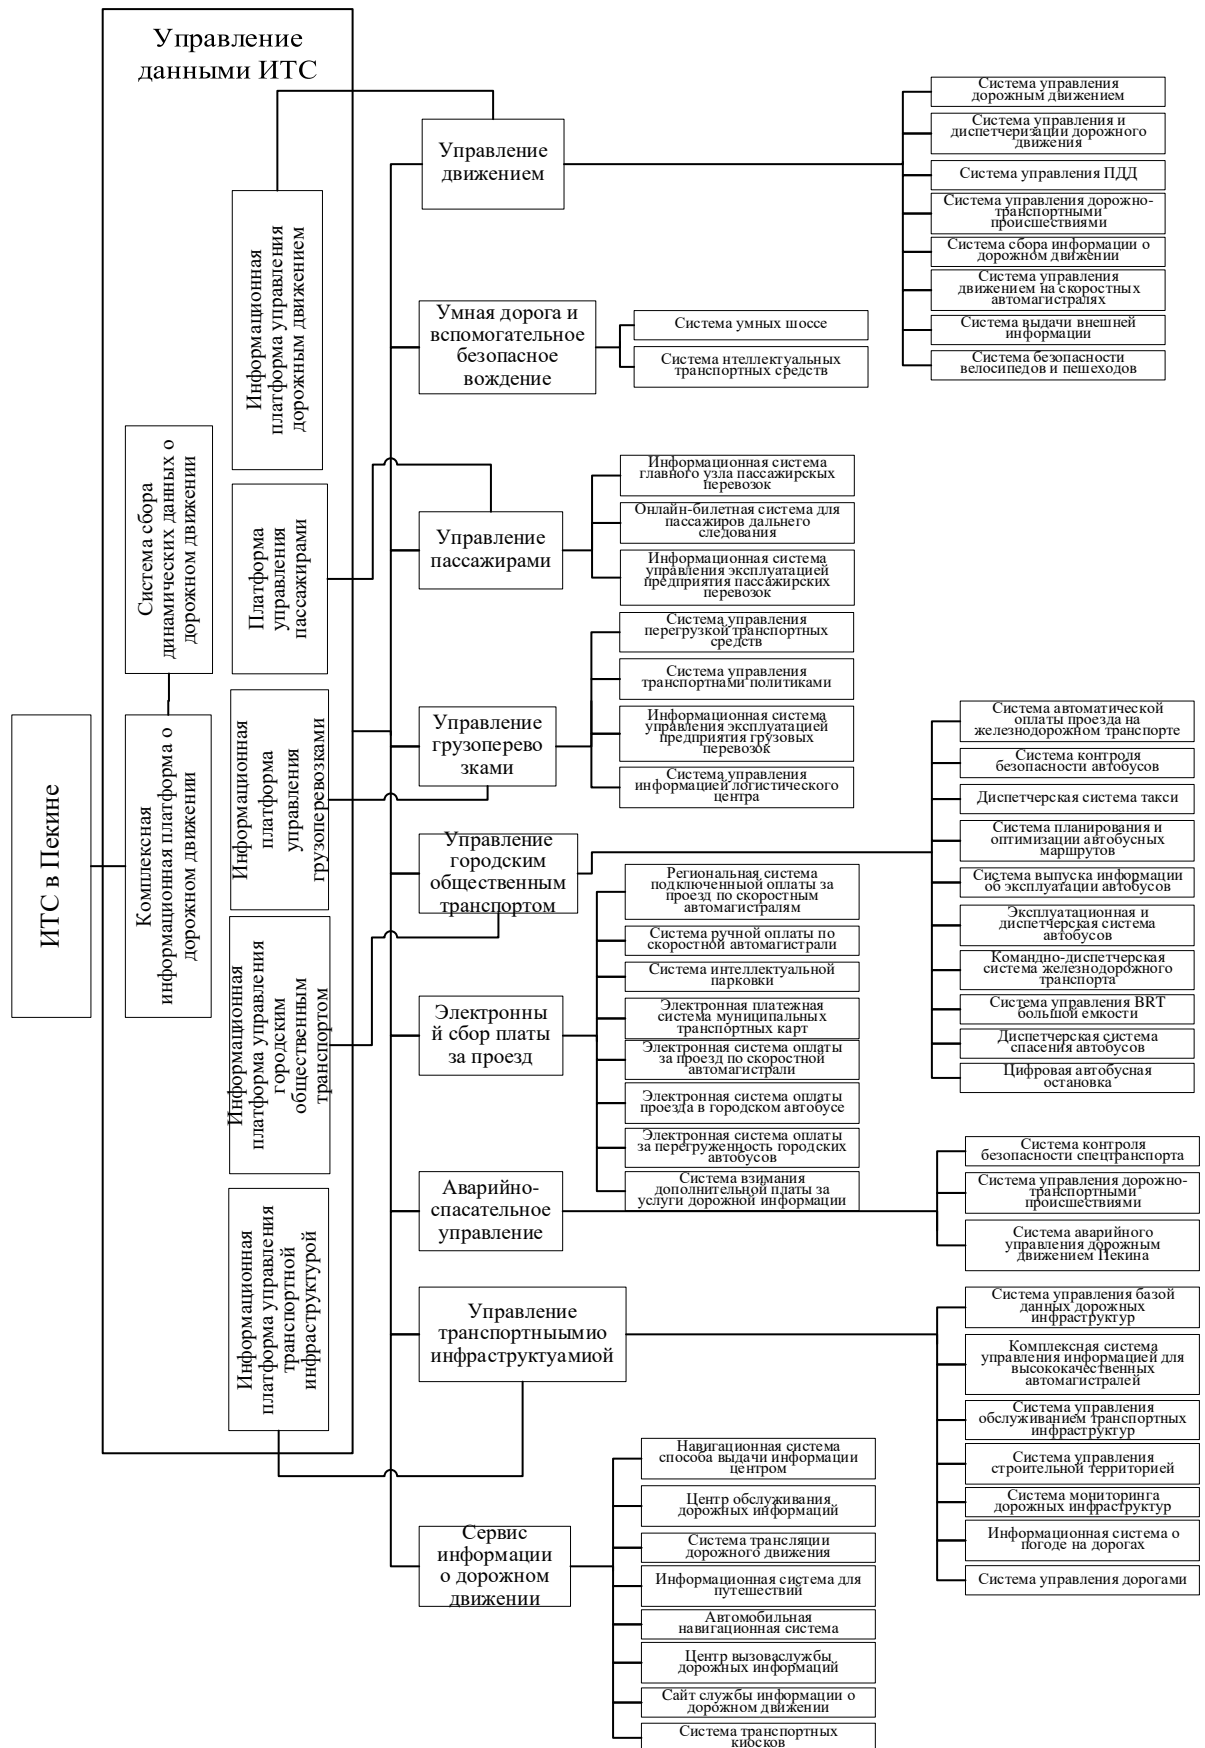 Управление
данными ИТС
ИТС в Пекине
Комплексная
информационная платформа о
дорожном движении
Система сбора
динамических данных о
дорожном движении
Информационная
платформа управления
дорожным движением
Платформа
управления
пассажирами
Информационная
платформа
управления
грузоперевозками
Информационная
платформа управления
городским
общественным
транспортом
Информационная
платформа управления
транспортной
инфраструктурой
Управление
движением
Система управления
дорожным движением
Система управления и
диспетчеризации дорожного
движения
Система управления ПДД
Система управления дорожно-
транспортными
происшествиями
Система сбора информации о
дорожном движении
Система управления
движением на скоростных
автомагистралях
Система выдачи внешней
информации
Система безопасности
велосипедов и пешеходов
Умная дорога и
вспомогательное
безопасное
вождение
Система умных шоссе
Система нтеллектуальных
транспортных средств
Управление
пассажирами
Информационная система
главного узла пассажирскых
перевозок
Онлайн-билетная система для
пассажиров дальнего
следования
Информационная система
управления эксплуатацией
предприятия пассажирских
перевозок
Управление
грузоперево
зками
Система управления
перегрузкой транспортных
средств
Система управления
транспортнами политиками
Информационная система
управления эксплуатацией
предприятия грузовых
перевозок
Система управления
информацией логистического
центра
Управление
городским
общественным
транспортом
Система автоматической
оплаты проезда на
железнодорожном транспорте
Система контроля
безопасности автобусов
Диспетчерская система такси
Система планирования и
оптимизации автобусных
маршрутов
Система выпуска информации
об эксплуатации автобусов
Эксплуатационная и
диспетчерская система
автобусов
Командно-диспетчерская
система железнодорожного
транспорта
Система управления BRT
большой емкости
Диспетчерская система
спасения автобусов
Цифровая автобусная
остановка
Электронны
й сбор платы
за проезд
Региональная система
подключенныой оплаты за
проезд по скоростным
автомагистралям
Система ручной оплаты по
скоростной автомагистрали
Система интеллектуальной
парковки
Электронная платежная
система муниципальных
транспортных карт
Электронная система оплаты
за проезд по скоростной
автомагистрали
Электронная система оплаты
проезда в городском автобусе
Электронная система оплаты
за перегруженность городских
автобусов
Система взимания
дополнительной платы за
услуги дорожной информации
Аварийно-
спасательное
управление
Система контроля
безопасности спецтранспорта
Система управления дорожно-
транспортными
происшествиями
Система аварийного
управления дорожным
движением Пекина
Управление
транспортныымио
инфраструктуамиой
Система управления базой
данных дорожных
инфраструктур
Комплексная система
управления информацией для
высококачественных
автомагистралей
Система управления
обслуживанием транспортных
инфраструктур
Система управления
строительной территорией
Система мониторинга
дорожных инфраструктур
Информационная система о
погоде на дорогах
Система управления дорогами
Сервис
информации
о дорожном
движении
Навигационная система
способа выдачи информации
центром
Центр обслуживания
дорожных информаций
Система трансляции
дорожного движения
Информационная система для
путешествий
Автомобильная
навигационная система
Центр вызоваслужбы
дорожных информаций
Сайт службы информации о
дорожном движении
Система транспортных
киосков